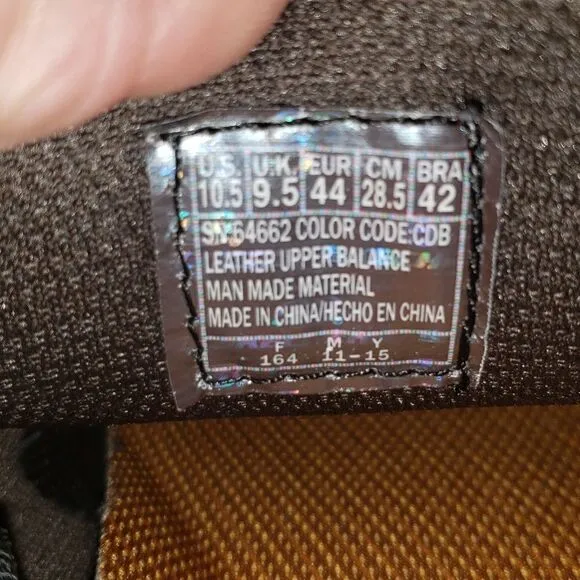 U.S. U.K. EUR CM BRA
10.5 9.5 44 28.5 42
SN:64662 COLOR CODE:CDB
LEATHER UPPER BALANCE
MAN MADE MATERIAL
MADE IN CHINA/HECHO EN CHINA
F M Y
164 11-15